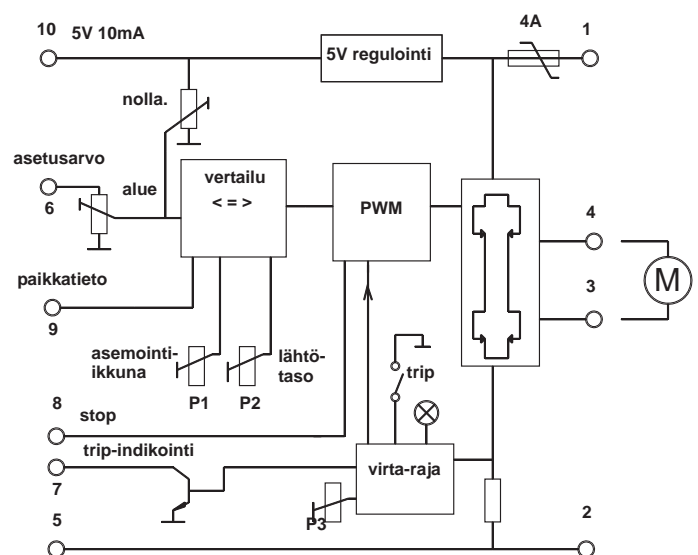 10 5V 10mA
4A
1
5V regulointi
nolla.
asetusarvo
6
alue
vertailu
< = >
PWM
4
M
3
paikkatieto
9
asemointi-
ikkuna
lähtö-
taso
P1
P2
trip
8
stop
trip-indikointi
7
virta-raja
P3
5
2